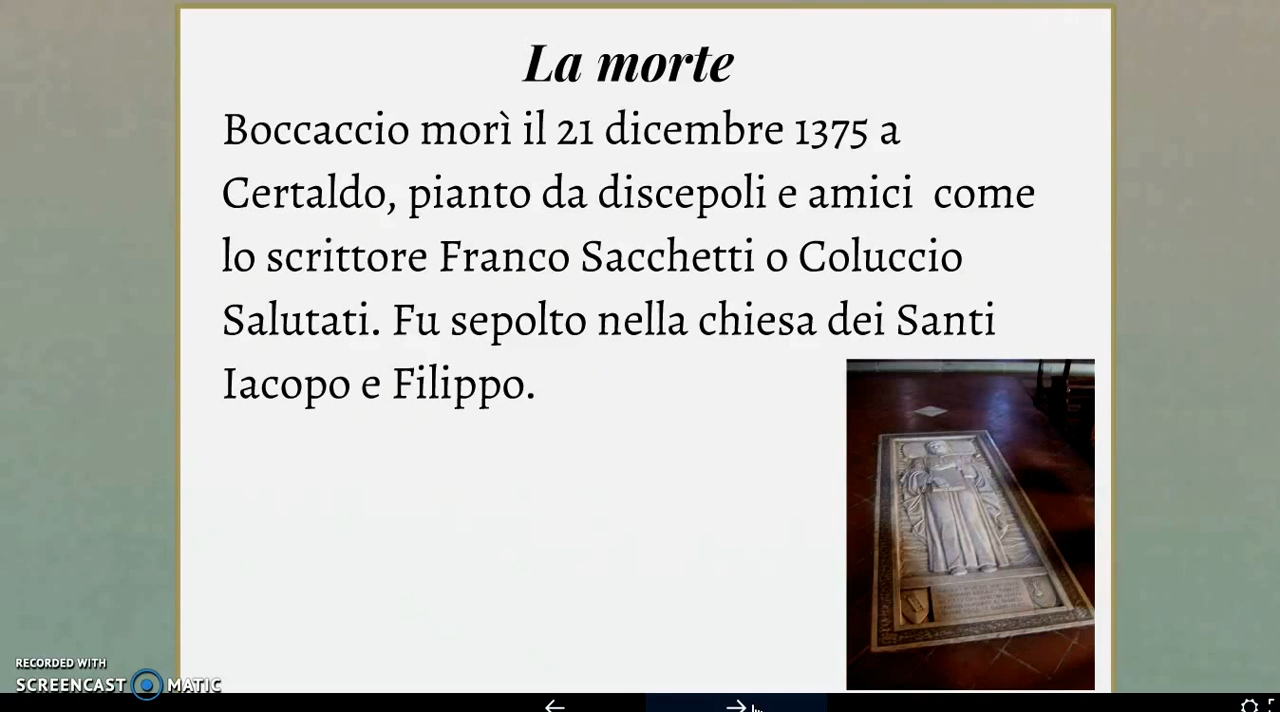 La morte
Boccaccio morì il 21 dicembre 1375 a
Certaldo, pianto da discepoli e amici come
lo scrittore Franco Sacchetti o Coluccio
Salutati. Fu sepolto nella chiesa dei Santi
Iacopo e Filippo.
RECORDED WITH
SCREENCAST MATIC